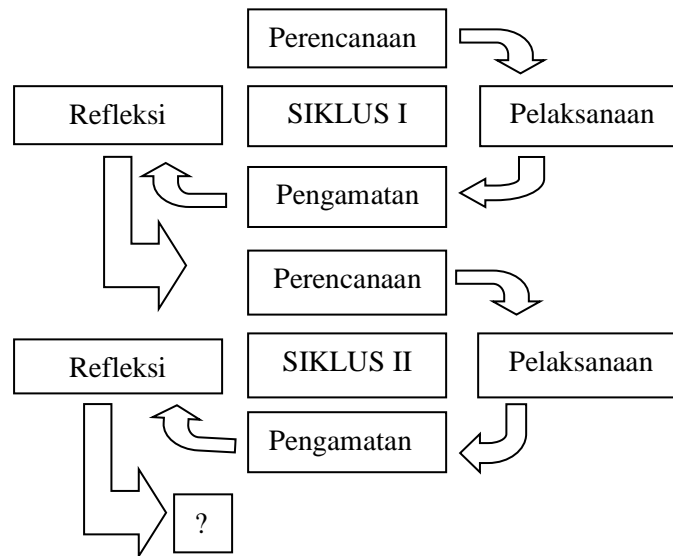 Perencanaan
Refleksi
SIKLUS I
Pelaksanaan
Pengamatan
Perencanaan
Refleksi
SIKLUS II
Pelaksanaan
Pengamatan
?